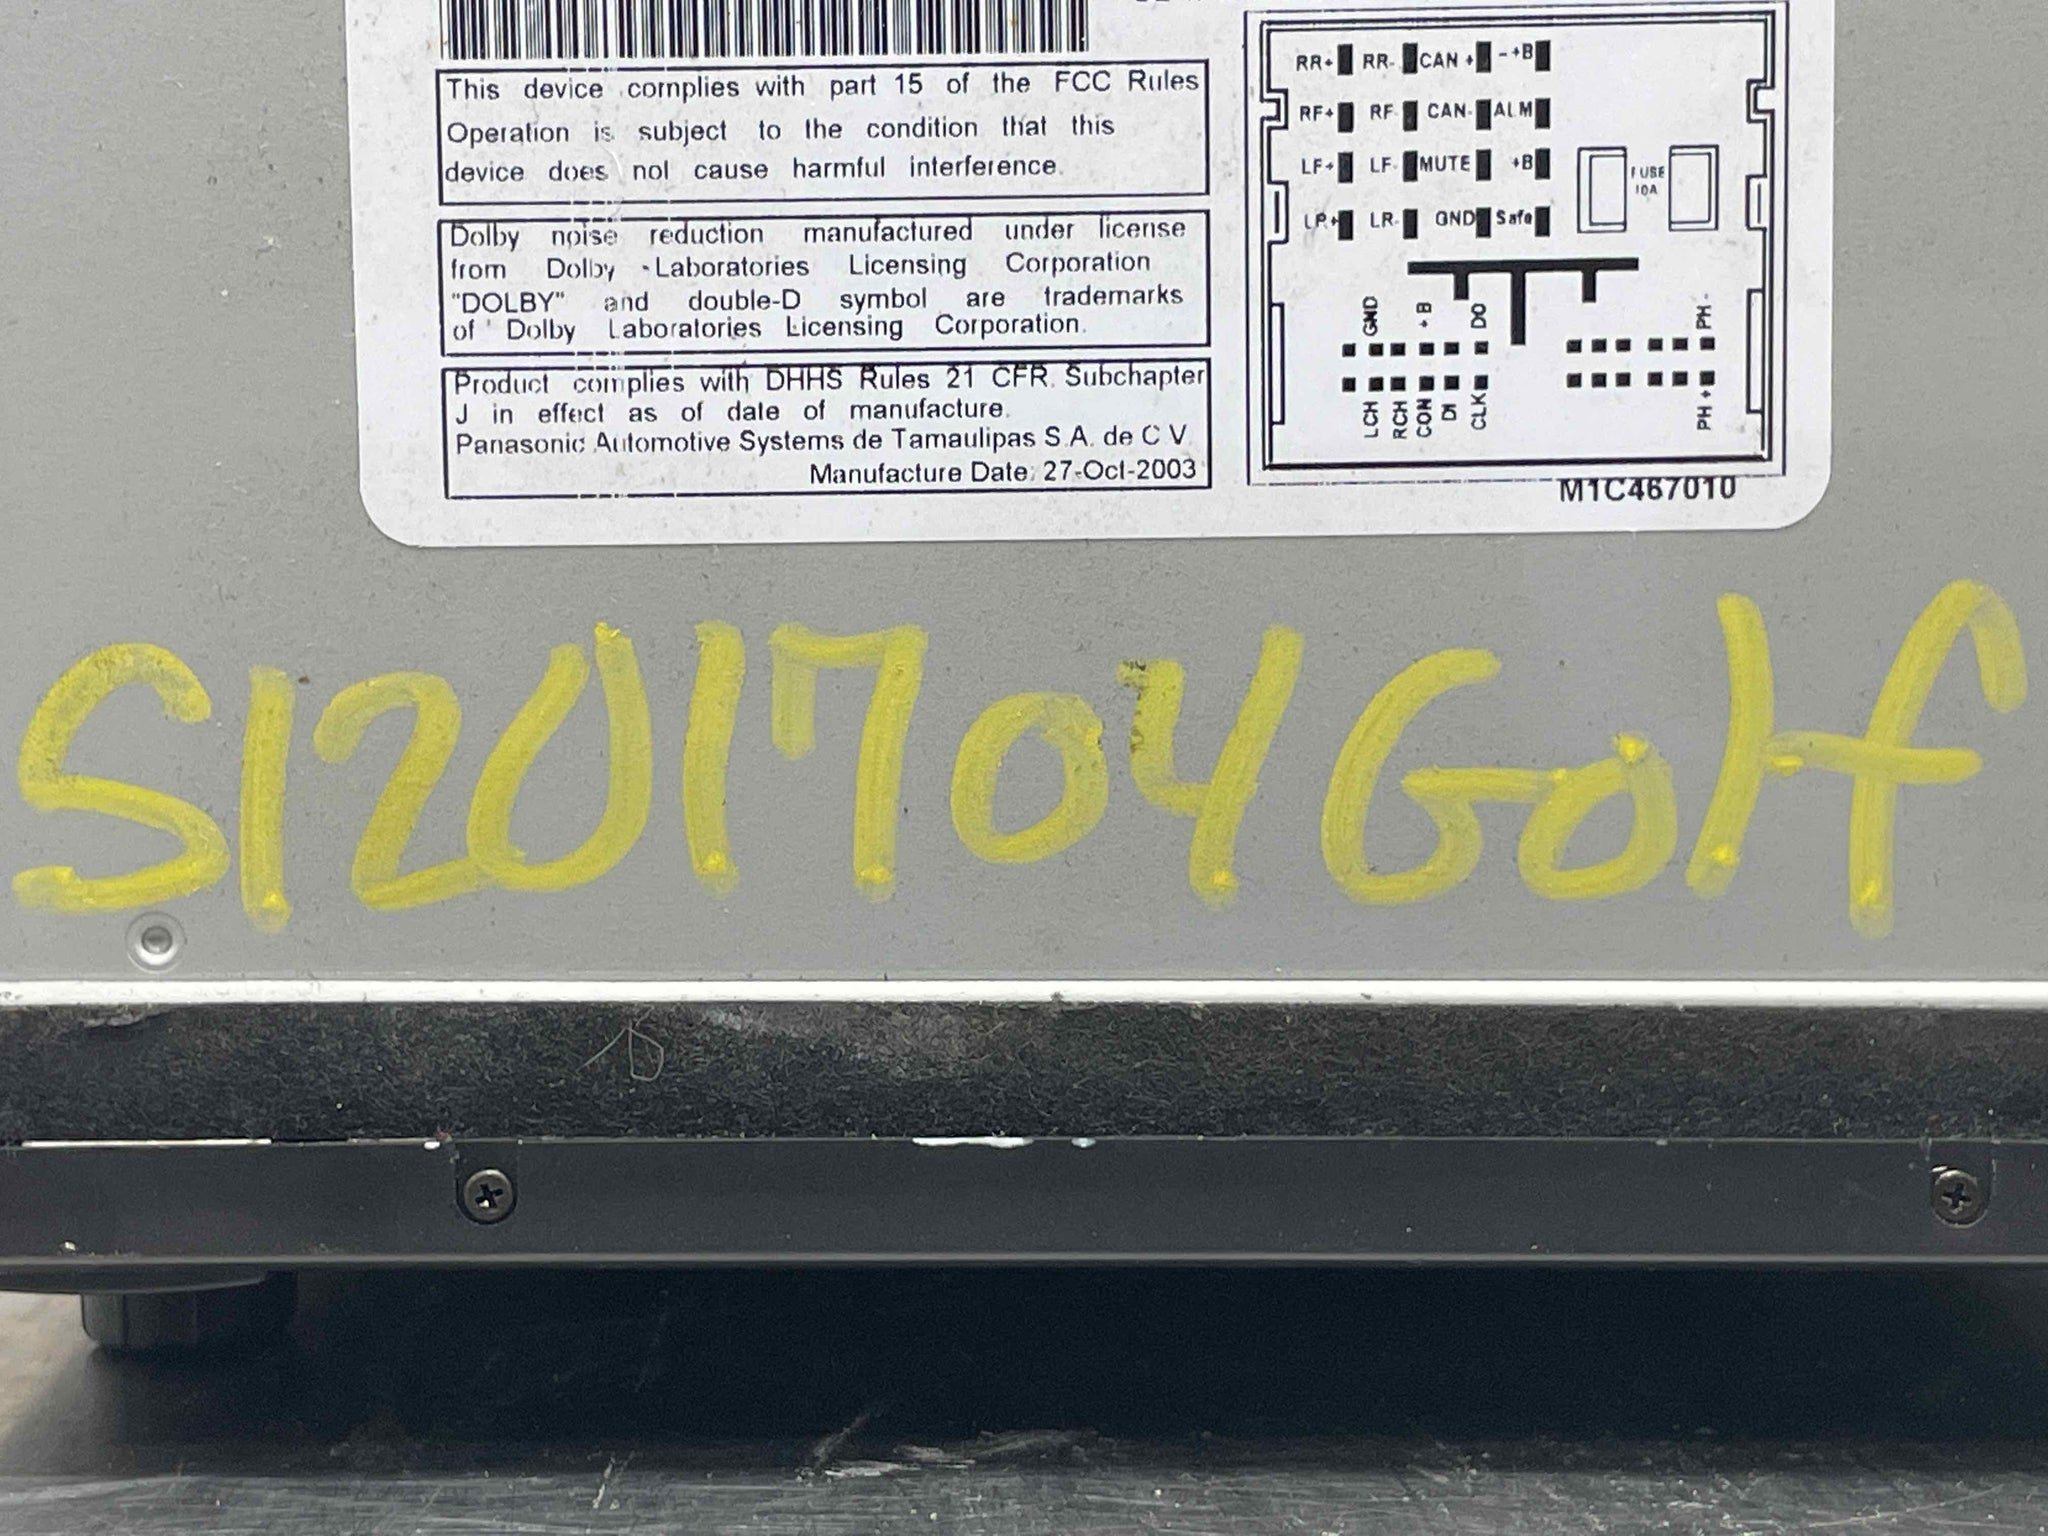 This device complies with part 15 of the FCC Rules
Operation is subject to the condition that this
device does not cause harmful interference.
Dolby noise reduction manufactured under license
from Dolby Laboratories Licensing Corporation
"DOLBY" and double-D symbol are trademarks
of Dolby Laboratories Licensing Corporation.
Product complies with DHHS Rules 21 CFR. Subchapter
J in effect as of date of manufacture.
Panasonic Automotive Systems de Tamaulipas S.A. de C V.
Manufacture Date: 27-Oct-2003
RR+ RR- CAN + -+B
RF+ RF- CAN- ALM
LF+ LF- MUTE +B
LR+ LR- GND Safe
FUSE
10A
GND +B DO PH -
LCH RCH CON DI CLK PH +
M1C467010
S1201704Golf